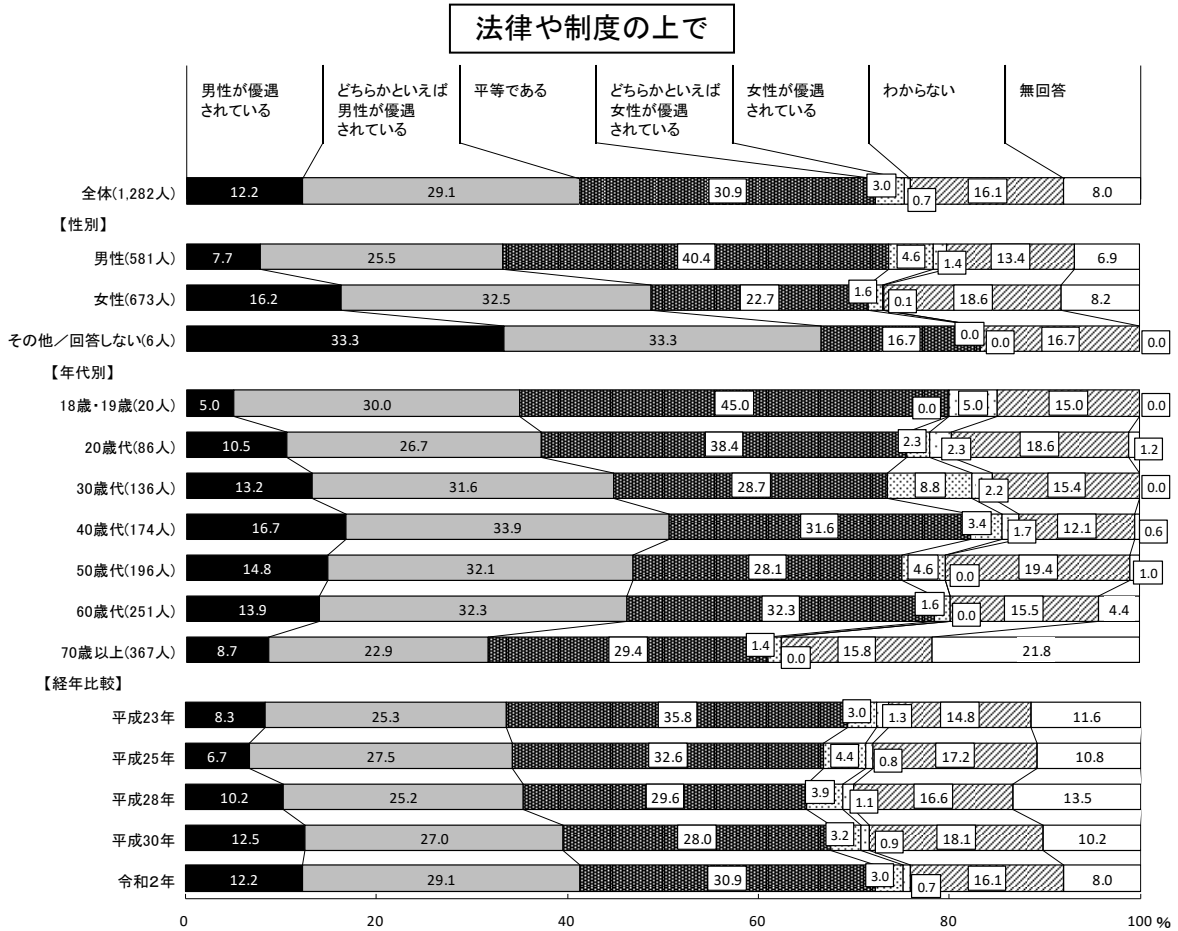 法律や制度の上で
男性が優遇
されている
どちらかといえば
男性が優遇
されている
平等である
どちらかといえば
女性が優遇
されている
女性が優遇
されている
わからない
無回答
全体(1,282人) 12.2 29.1 30.9 3.0 0.7 16.1 8.0
【性別】
男性(581人) 7.7 25.5 40.4 4.6 1.4 13.4 6.9
女性(673人) 16.2 32.5 22.7 1.6 0.1 18.6 8.2
その他／回答しない(6人) 33.3 33.3 16.7 0.0 0.0 16.7 0.0
【年代別】
18歳・19歳(20人) 5.0 30.0 45.0 0.0 5.0 15.0 0.0
20歳代(86人) 10.5 26.7 38.4 2.3 2.3 18.6 1.2
30歳代(136人) 13.2 31.6 28.7 8.8 2.2 15.4 0.0
40歳代(174人) 16.7 33.9 31.6 3.4 1.7 12.1 0.6
50歳代(196人) 14.8 32.1 28.1 4.6 0.0 19.4 1.0
60歳代(251人) 13.9 32.3 32.3 1.6 0.0 15.5 4.4
70歳以上(367人) 8.7 22.9 29.4 1.4 0.0 15.8 21.8
【経年比較】
平成23年 8.3 25.3 35.8 3.0 1.3 14.8 11.6
平成25年 6.7 27.5 32.6 4.4 0.8 17.2 10.8
平成28年 10.2 25.2 29.6 3.9 1.1 16.6 13.5
平成30年 12.5 27.0 28.0 3.2 0.9 18.1 10.2
令和2年 12.2 29.1 30.9 3.0 0.7 16.1 8.0
0 20 40 60 80 100 %